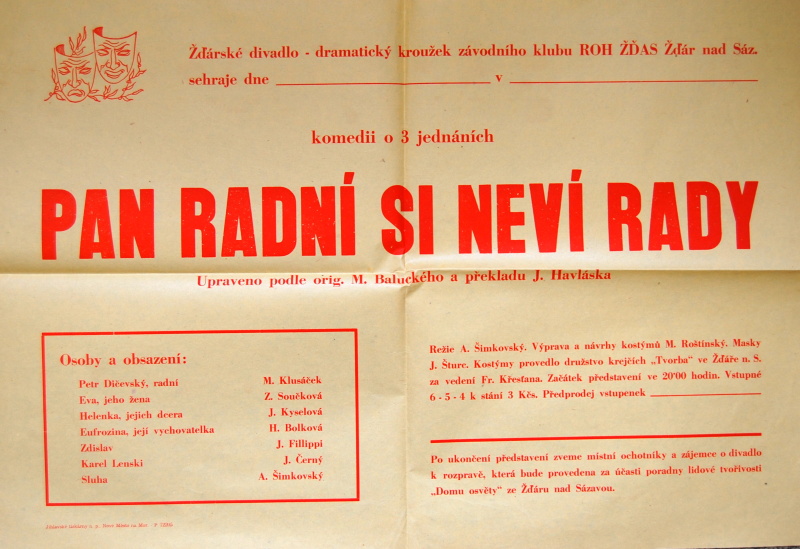 Žďárské divadlo - dramatický kroužek závodního klubu ROH ŽĎAS Žďár nad Sáz.
sehraje dne v
komedii o 3 jednáních
PAN RADNÍ SI NEVÍ RADY
Upraveno podle orig. M. Baluckého a překladu J. Havláska
Osoby a obsazení:
Petr Dičevský, radní M. Klusáček
Eva, jeho žena Z. Součková
Helenka, jejich dcera J. Kyselová
Eufrozina, její vychovatelka H. Bolková
Zdislav J. Fillippi
Karel Lenski J. Černý
Sluha A. Šimkovský
Režie A. Šimkovský. Výprava a návrhy kostýmů M. Roštínský. Masky
J. Šturc. Kostýmy provedlo družstvo krejčích „Tvorba" ve Žďáře n. S.
za vedení Fr. Křesťana. Začátek představení ve 20'00 hodin. Vstupné
6 - 5 - 4 k stání 3 Kčs. Předprodej vstupenek
Po ukončení představení zveme místní ochotníky a zájemce o divadlo
k rozpravě, která bude provedena za účasti poradny lidové tvořivosti
„Domu osvěty" ze Žďáru nad Sázavou.